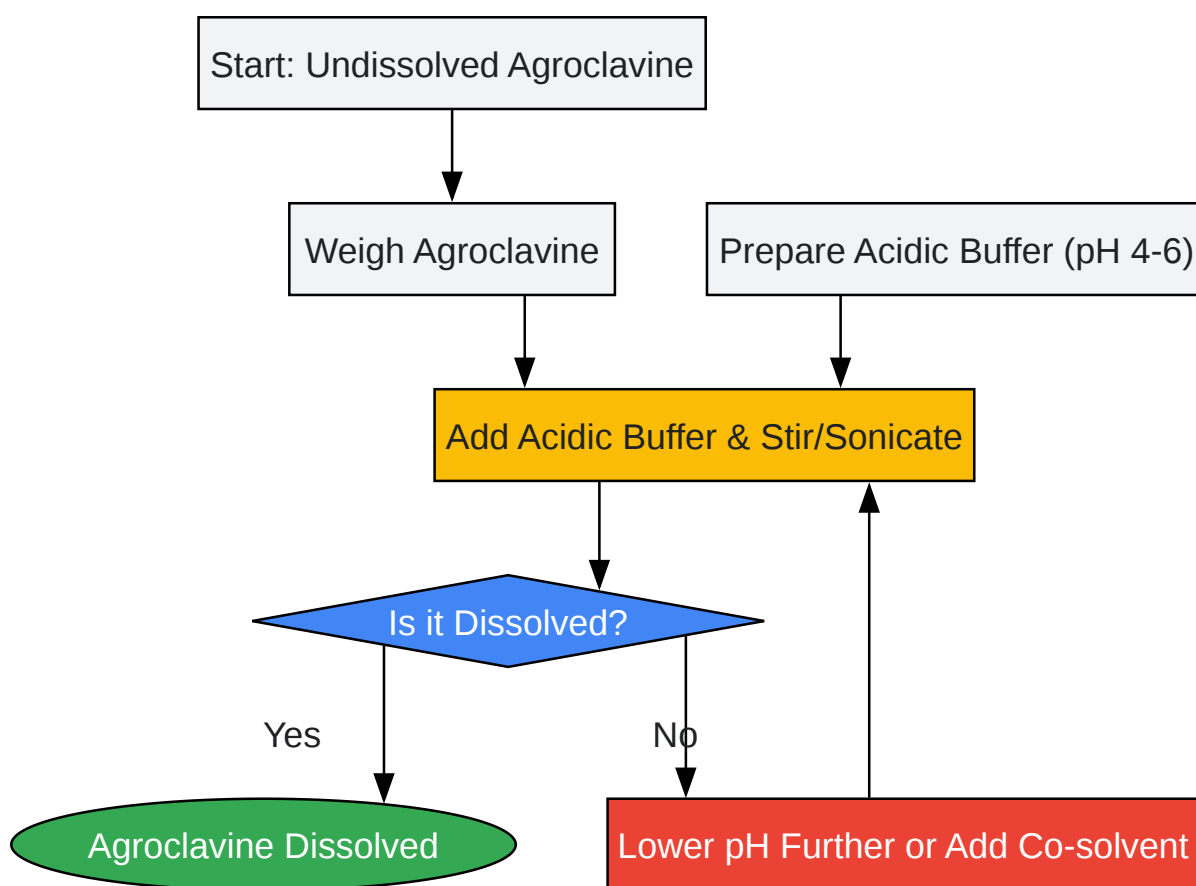 Start: Undissolved Agroclavine
Weigh Agroclavine
Prepare Acidic Buffer (pH 4-6)
Add Acidic Buffer & Stir/Sonicate
Is it Dissolved?
Yes
No
Agroclavine Dissolved
Lower pH Further or Add Co-solvent